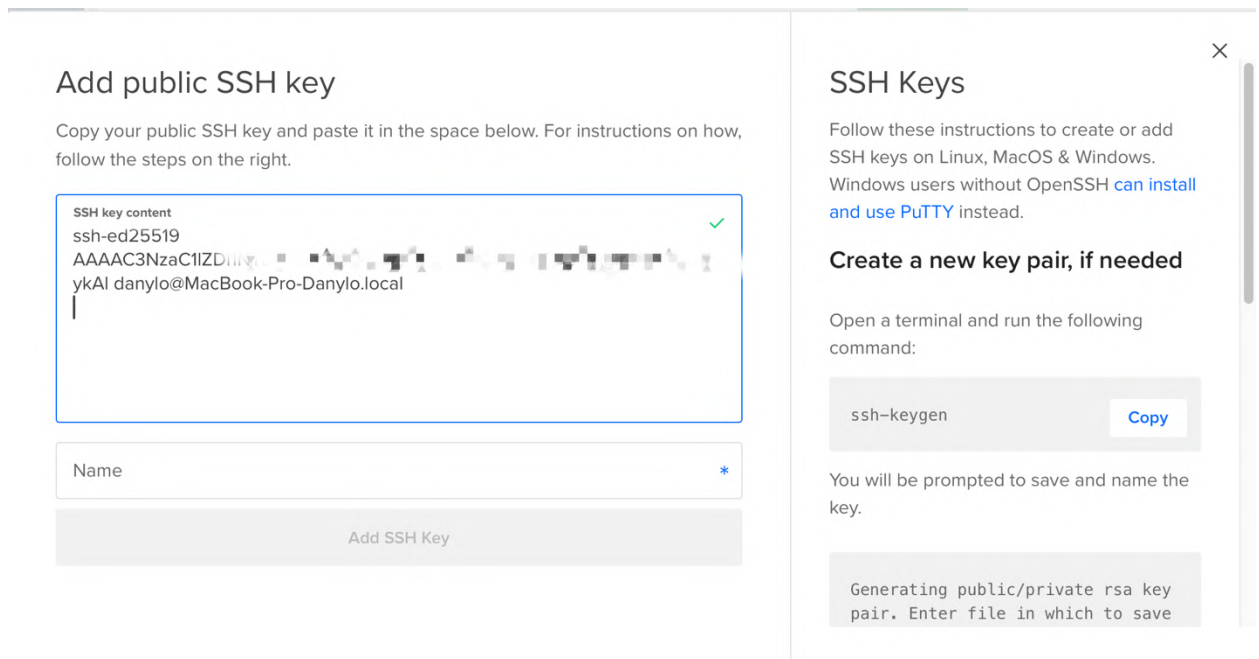 Add public SSH key
Copy your public SSH key and paste it in the space below. For instructions on how,
follow the steps on the right.
SSH key content
ssh-ed25519
ykAl danylo@MacBook-Pro-Danylo.local
Name *
Add SSH Key
SSH Keys
Follow these instructions to create or add
SSH keys on Linux, MacOS & Windows.
Windows users without OpenSSH can install
and use PuTTY instead.
Create a new key pair, if needed
Open a terminal and run the following
command:
ssh-keygen
Copy
You will be prompted to save and name the
key.
Generating public/private rsa key
pair. Enter file in which to save